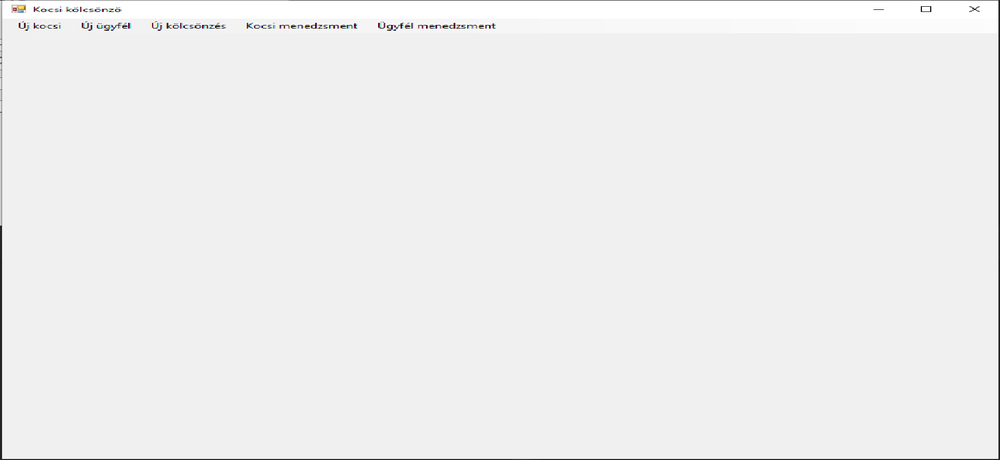 Kocsi kölcsönző
Új kocsi Új ügyfél Új kölcsönzés Kocsi menedzsment Ügyfél menedzsment